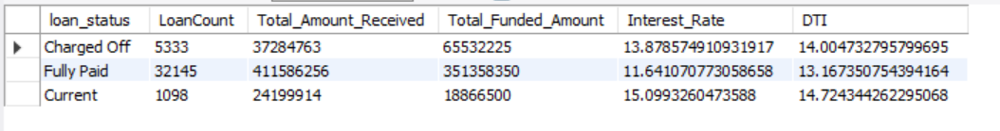 loan_status LoanCount Total_Amount_Received Total_Funded_Amount Interest_Rate DTI
Charged Off 5333 37284763 65532225 13.878574910931917 14.004732795799695
Fully Paid 32145 411586256 351358350 11.641070773058658 13.167350754394164
Current 1098 24199914 18866500 15.0993260473588 14.724344262295068